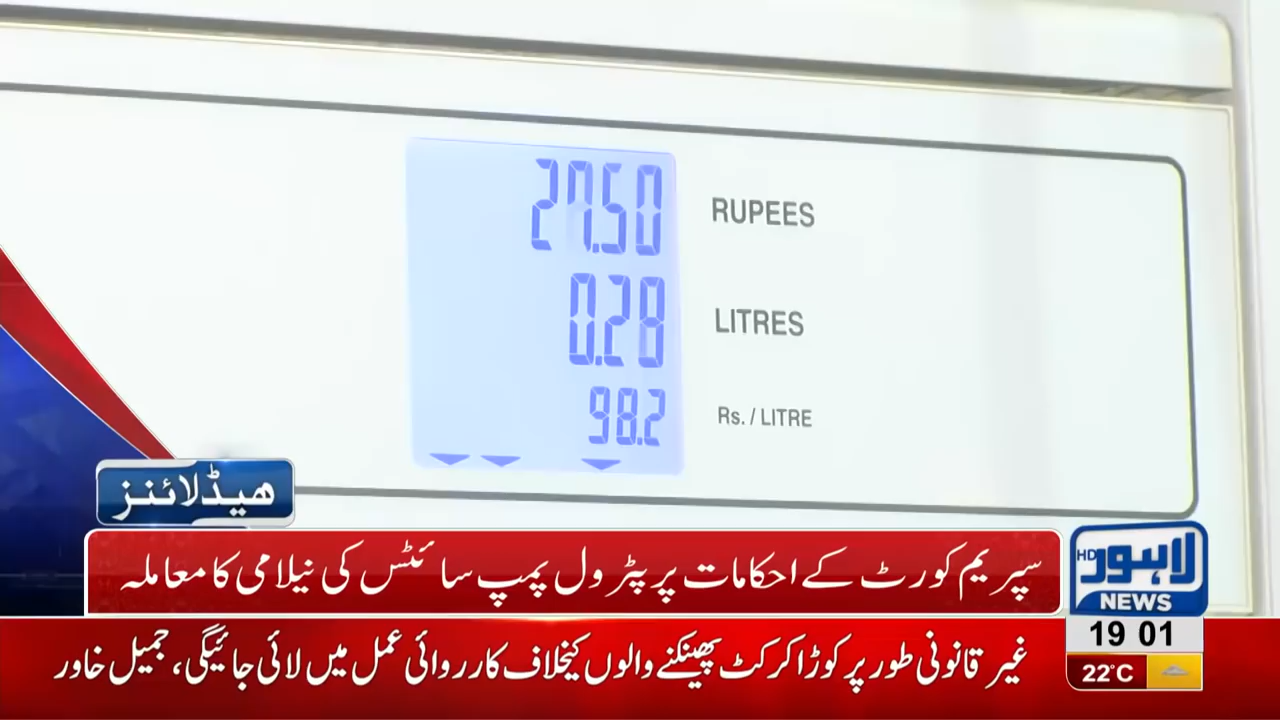 27.50 RUPEES
0.28 LITRES
98.2 Rs. / LITRE
ھیڈلائنز
سپریم کورٹ کے احکامات پر پٹرول پمپ سائٹس کی نیلامی کا معاملہ
لاہور HD
NEWS
19 01
غیر قانونی طور پر کوڑا کرکٹ پھینکنے والوں کیخلاف کارروائی عمل میں لائی جائیگی، جمیل خاور
22°C